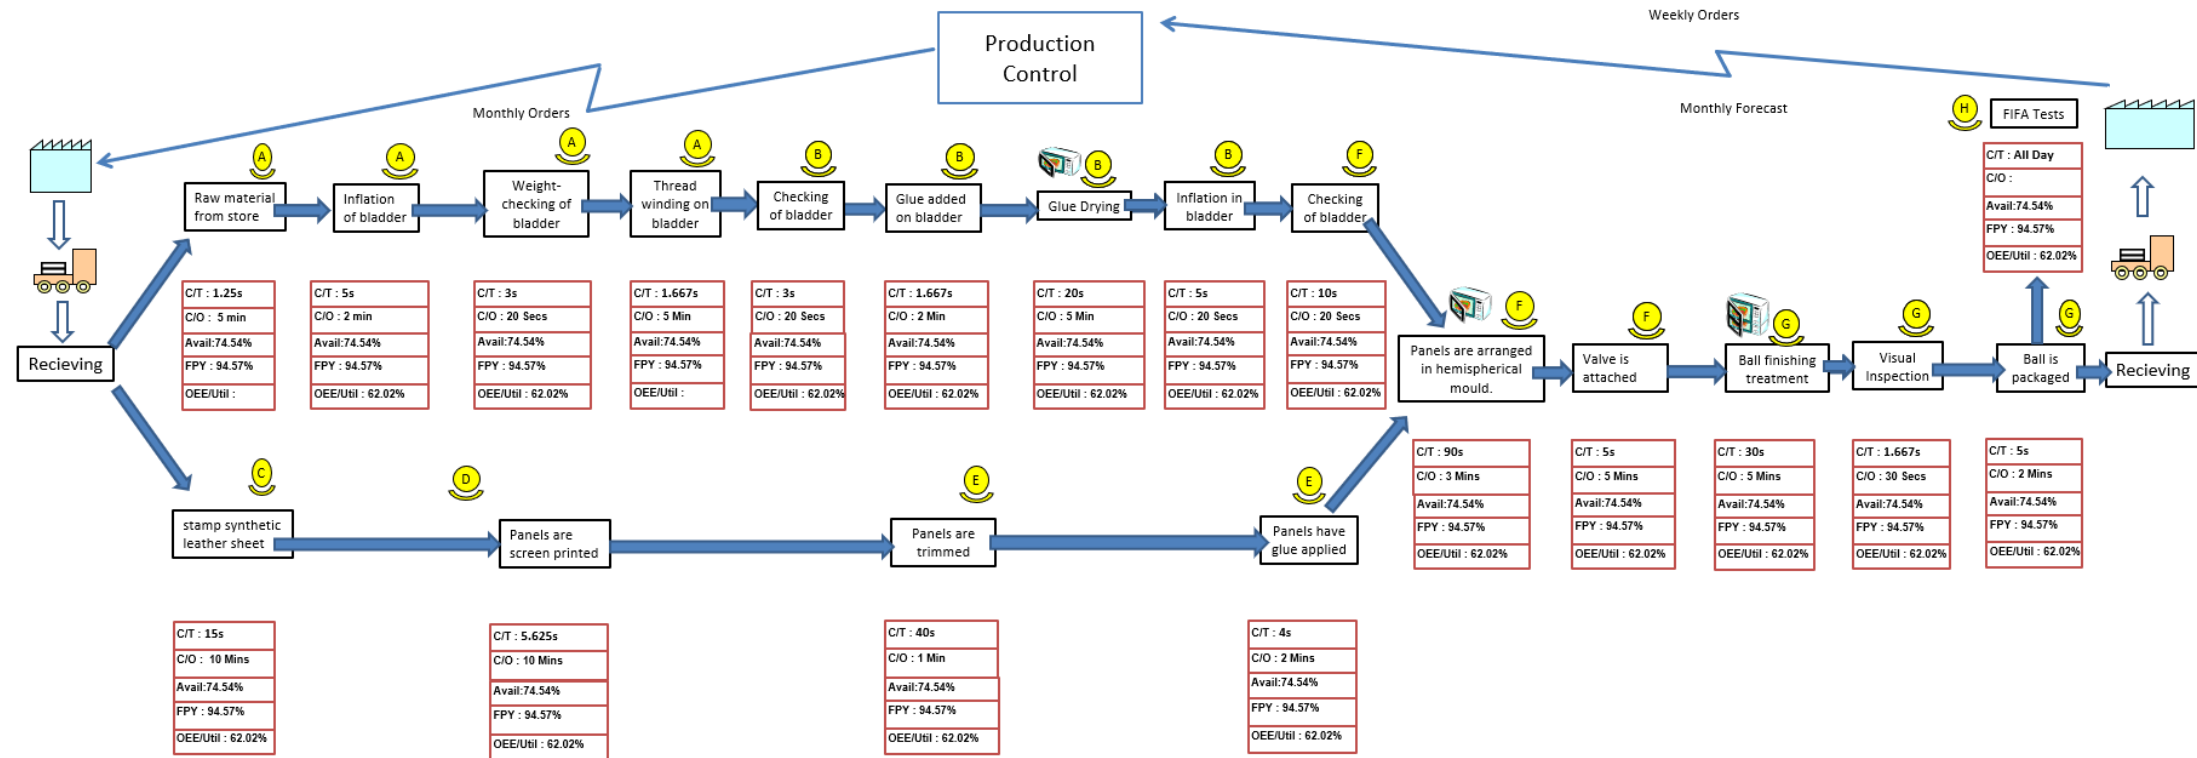 Weekly Orders
Production
Control
Monthly Orders
Monthly Forecast
H
FIFA Tests
C/T : All Day
C/O :
Avail:74.54%
FPY : 94.57%
OEE/Util : 62.02%
A
A
A
A
B
B
B
B
F
Raw material
from store
Inflation
of bladder
Weight-
checking of
bladder
Thread
winding on
bladder
Checking
of bladder
Glue added
on bladder
Glue Drying
Inflation in
bladder
Checking
of bladder
C/T : 1.25s
C/O : 5 min
Avail:74.54%
FPY : 94.57%
OEE/Util :
C/T : 5s
C/O : 2 min
Avail:74.54%
FPY : 94.57%
OEE/Util : 62.02%
C/T : 3s
C/O : 20 Secs
Avail:74.54%
FPY : 94.57%
OEE/Util : 62.02%
C/T : 1.667s
C/O : 5 Min
Avail:74.54%
FPY : 94.57%
OEE/Util :
C/T : 3s
C/O : 20 Secs
Avail:74.54%
FPY : 94.57%
OEE/Util : 62.02%
C/T : 1.667s
C/O : 2 Min
Avail:74.54%
FPY : 94.57%
OEE/Util : 62.02%
C/T : 20s
C/O : 5 Min
Avail:74.54%
FPY : 94.57%
OEE/Util : 62.02%
C/T : 5s
C/O : 20 Secs
Avail:74.54%
FPY : 94.57%
OEE/Util : 62.02%
C/T : 10s
C/O : 20 Secs
Avail:74.54%
FPY : 94.57%
OEE/Util : 62.02%
Recieving
F
F
G
G
G
Panels are arranged
in hemispherical
mould.
Valve is
attached
Ball finishing
treatment
Visual
Inspection
Ball is
packaged
Recieving
C/T : 90s
C/O : 3 Mins
Avail:74.54%
FPY : 94.57%
OEE/Util : 62.02%
C/T : 5s
C/O : 5 Mins
Avail:74.54%
FPY : 94.57%
OEE/Util : 62.02%
C/T : 30s
C/O : 5 Mins
Avail:74.54%
FPY : 94.57%
OEE/Util : 62.02%
C/T : 1.667s
C/O : 30 Secs
Avail:74.54%
FPY : 94.57%
OEE/Util : 62.02%
C/T : 5s
C/O : 2 Mins
Avail:74.54%
FPY : 94.57%
OEE/Util : 62.02%
C
D
E
E
stamp synthetic
leather sheet
Panels are
screen printed
Panels are
trimmed
Panels have
glue applied
C/T : 15s
C/O : 10 Mins
Avail:74.54%
FPY : 94.57%
OEE/Util : 62.02%
C/T : 5.625s
C/O : 10 Mins
Avail:74.54%
FPY : 94.57%
OEE/Util : 62.02%
C/T : 40s
C/O : 1 Min
Avail:74.54%
FPY : 94.57%
OEE/Util : 62.02%
C/T : 4s
C/O : 2 Mins
Avail:74.54%
FPY : 94.57%
OEE/Util : 62.02%